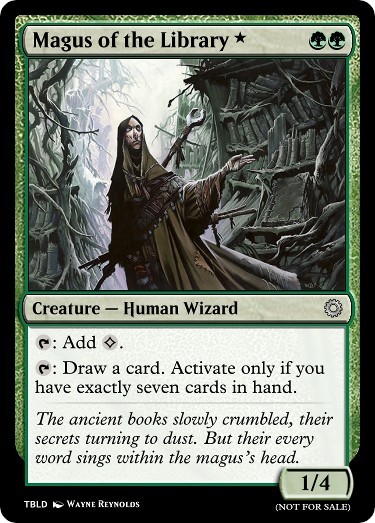 Magus of the Library ★
Creature — Human Wizard
: Add .
: Draw a card. Activate only if you
have exactly seven cards in hand.
The ancient books slowly crumbled, their
secrets turning to dust. But their every
word sings within the magus's head.
1/4
TBLD Wayne Reynolds
(NOT FOR SALE)